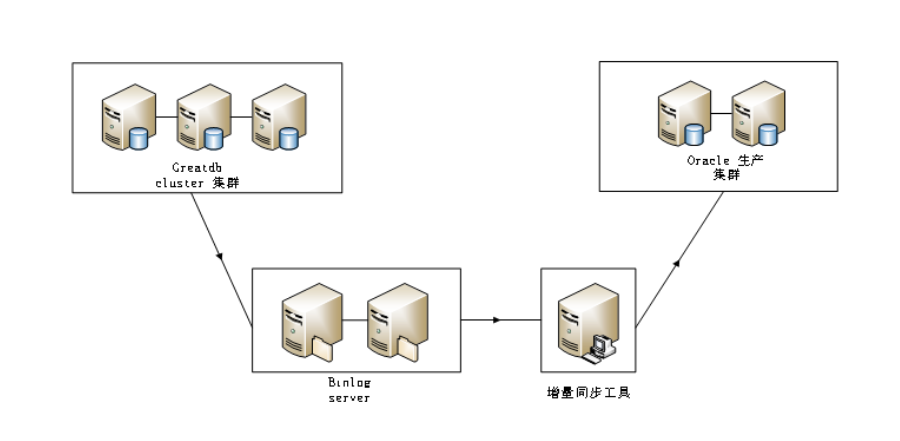 Greatdb
cluster 集群
Oracle 生产
集群
Binlog
server
增量同步工具